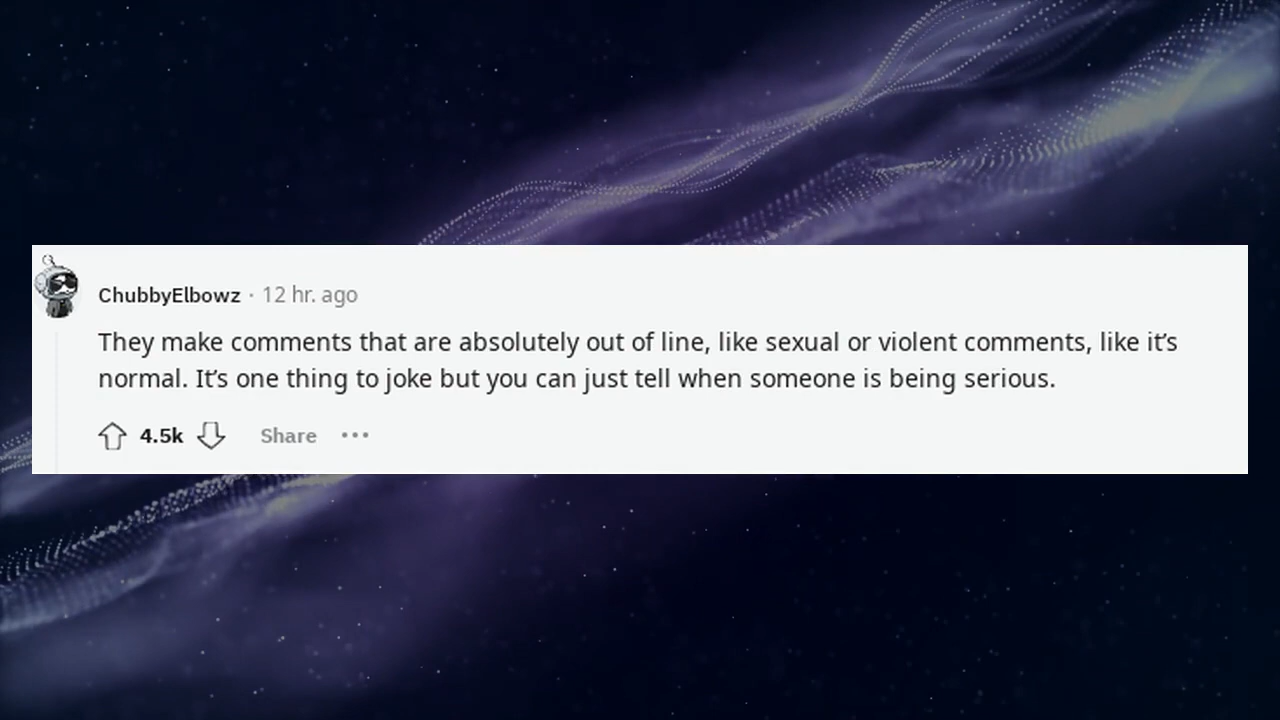 ChubbyElbowz · 12 hr. ago
They make comments that are absolutely out of line, like sexual or violent comments, like it’s
normal. It’s one thing to joke but you can just tell when someone is being serious.
4.5k Share •••